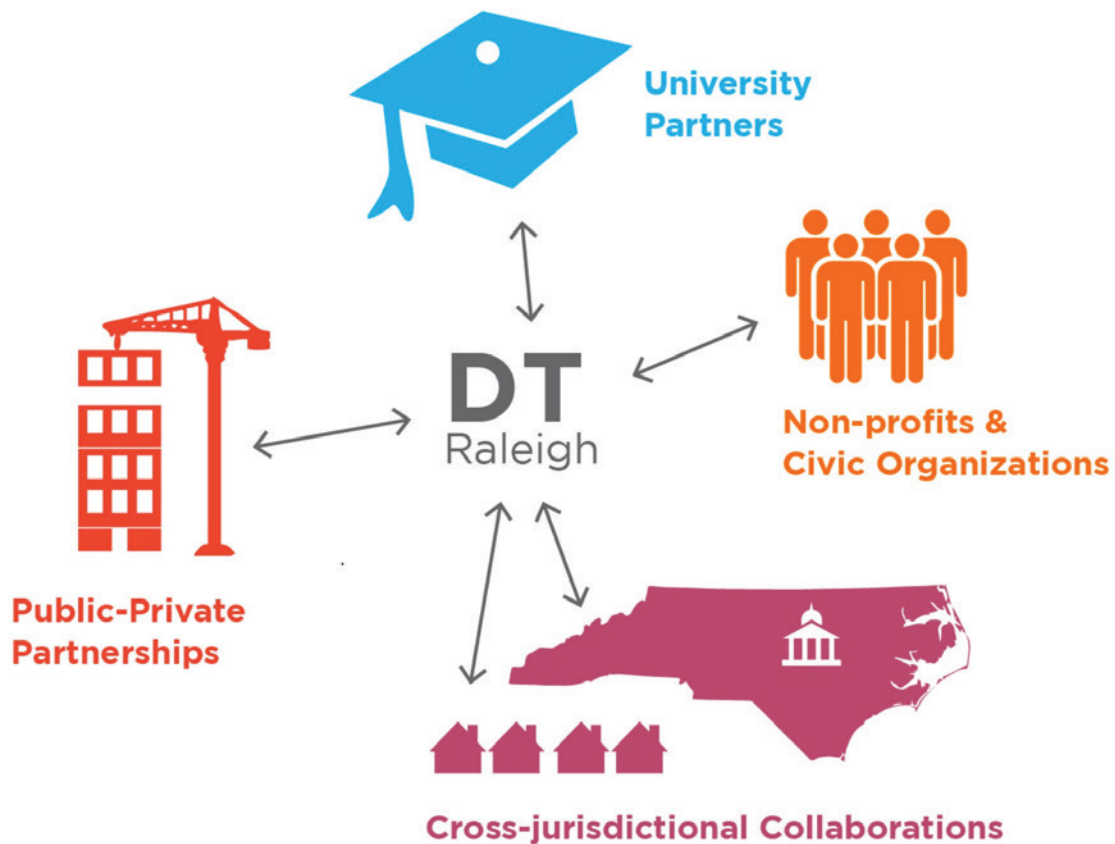 University
Partners
DT
Raleigh
Non-profits &
Civic Organizations
Public-Private
Partnerships
Cross-jurisdictional Collaborations